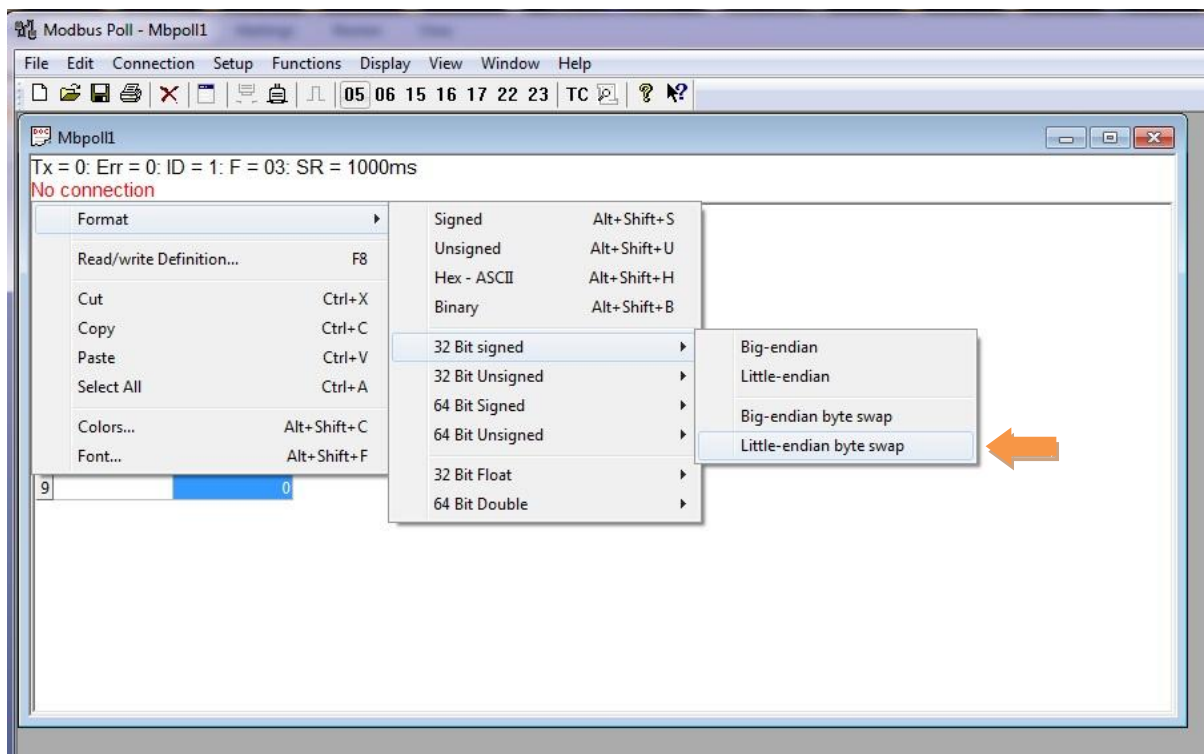 Modbus Poll - Mbpoll1
File Edit Connection Setup Functions Display View Window Help
05 06 15 16 17 22 23 TC
Mbpoll1
Tx = 0: Err = 0: ID = 1: F = 03: SR = 1000ms
No connection
Format
Read/write Definition... F8
Cut Ctrl+X
Copy Ctrl+C
Paste Ctrl+V
Select All Ctrl+A
Colors... Alt+Shift+C
Font... Alt+Shift+F
Signed Alt+Shift+S
Unsigned Alt+Shift+U
Hex - ASCII Alt+Shift+H
Binary Alt+Shift+B
32 Bit signed
32 Bit Unsigned
64 Bit Signed
64 Bit Unsigned
32 Bit Float
64 Bit Double
Big-endian
Little-endian
Big-endian byte swap
Little-endian byte swap
9 0